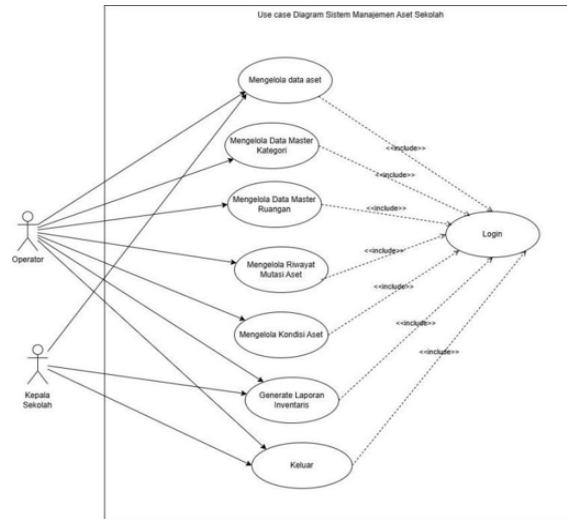 Use case Diagram Sistem Manajemen Aset Sekolah
Mengelola data aset
Mengelola Data Master
Kategori
Mengelola Data Master
Ruangan
Mengelola Riwayat
Mutasi Aset
Mengelola Kondisi Aset
Generate Laporan
Inventaris
Keluar
Operator
Kepala
Sekolah
<<include>>
<<include>>
<<include>>
<<include>>
<<include>>
<<include>>
<<include>>
Login